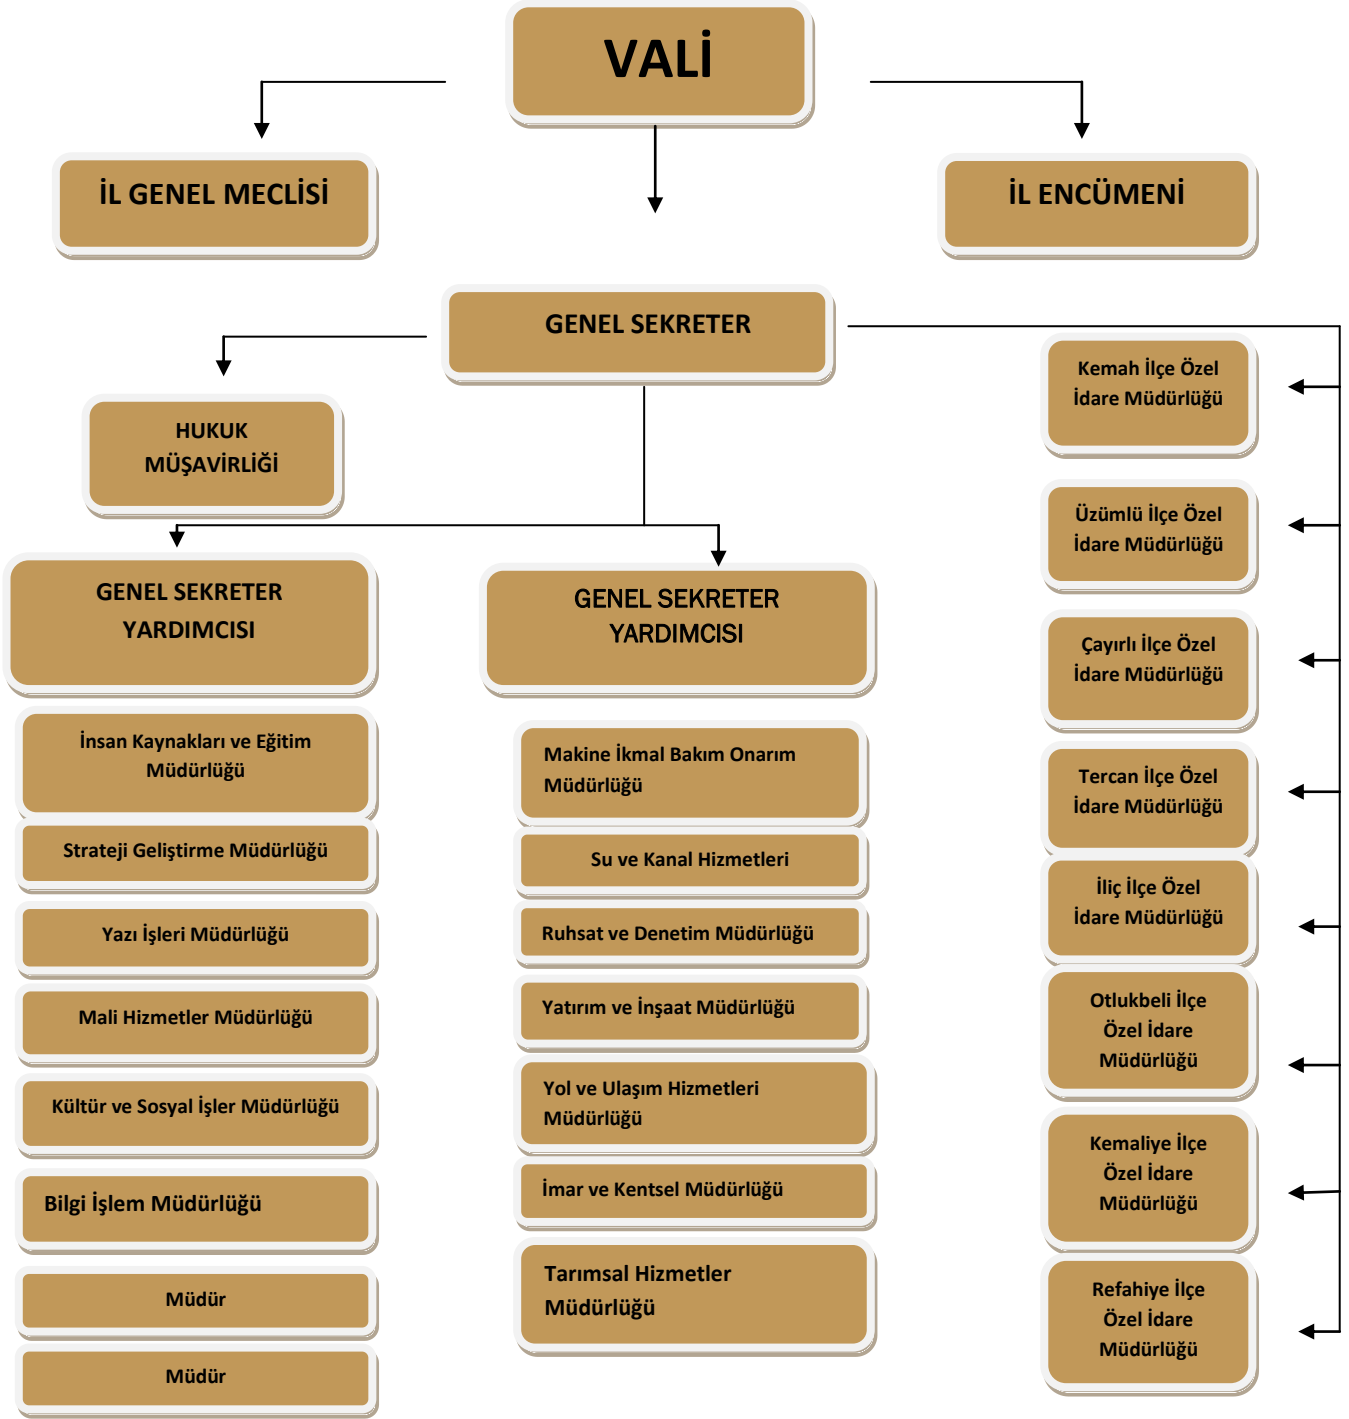 VALİ
İL GENEL MECLİSİ
İL ENCÜMENİ
GENEL SEKRETER
HUKUK
MÜŞAVİRLİĞİ
GENEL SEKRETER
YARDIMCISI
İnsan Kaynakları ve Eğitim
Müdürlüğü
Strateji Geliştirme Müdürlüğü
Yazı İşleri Müdürlüğü
Mali Hizmetler Müdürlüğü
Kültür ve Sosyal İşler Müdürlüğü
Bilgi İşlem Müdürlüğü
Müdür
Müdür
GENEL SEKRETER
YARDIMCISI
Makine İkmal Bakım Onarım
Müdürlüğü
Su ve Kanal Hizmetleri
Ruhsat ve Denetim Müdürlüğü
Yatırım ve İnşaat Müdürlüğü
Yol ve Ulaşım Hizmetleri
Müdürlüğü
İmar ve Kentsel Müdürlüğü
Tarımsal Hizmetler
Müdürlüğü
Kemah İlçe Özel
İdare Müdürlüğü
Üzümlü İlçe Özel
İdare Müdürlüğü
Çayırlı İlçe Özel
İdare Müdürlüğü
Tercan İlçe Özel
İdare Müdürlüğü
İliç İlçe Özel
İdare Müdürlüğü
Otlukbeli İlçe
Özel İdare
Müdürlüğü
Kemaliye İlçe
Özel İdare
Müdürlüğü
Refahiye İlçe
Özel İdare
Müdürlüğü